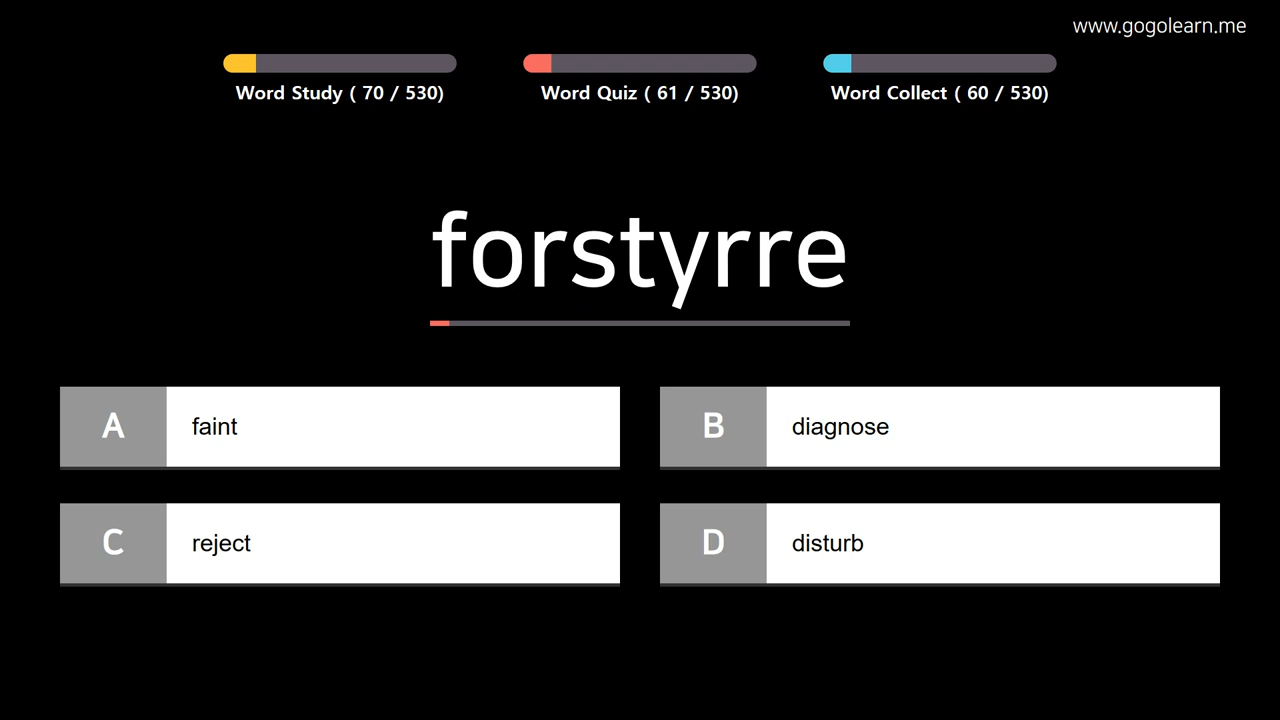 www.gogolearn.me
Word Study ( 70 / 530)
Word Quiz ( 61 / 530)
Word Collect ( 60 / 530)
forstyrre
A faint
B diagnose
C reject
D disturb